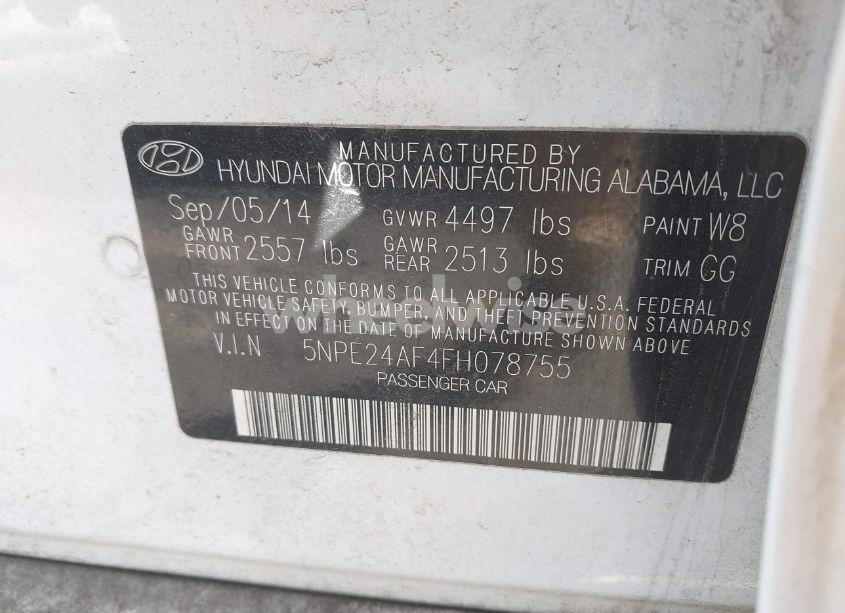 MANUFACTURED BY
HYUNDAI MOTOR MANUFACTURING ALABAMA, LLC
Sep/05/14 GVWR 4497 lbs PAINT W8
GAWR FRONT 2557 lbs GAWR REAR 2513 lbs TRIM GG
THIS VEHICLE CONFORMS TO ALL APPLICABLE U.S.A. FEDERAL
MOTOR VEHICLE SAFETY, BUMPER, AND THEFT PREVENTION STANDARDS
IN EFFECT ON THE DATE OF MANUFACTURE SHOWN ABOVE
V.I.N 5NPE24AF4FH078755
PASSENGER CAR